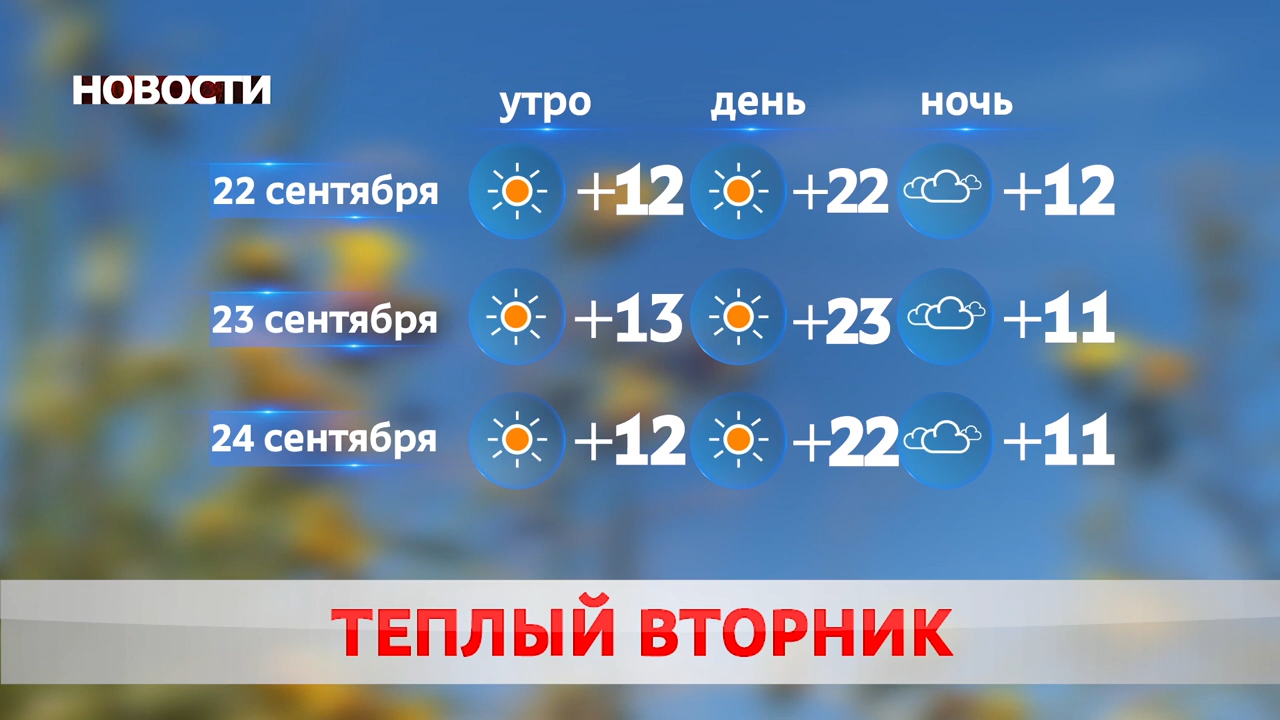 НОВОСТИ
утро день ночь
22 сентября +12 +22 +12
23 сентября +13 +23 +11
24 сентября +12 +22 +11
ТЕПЛЫЙ ВТОРНИК